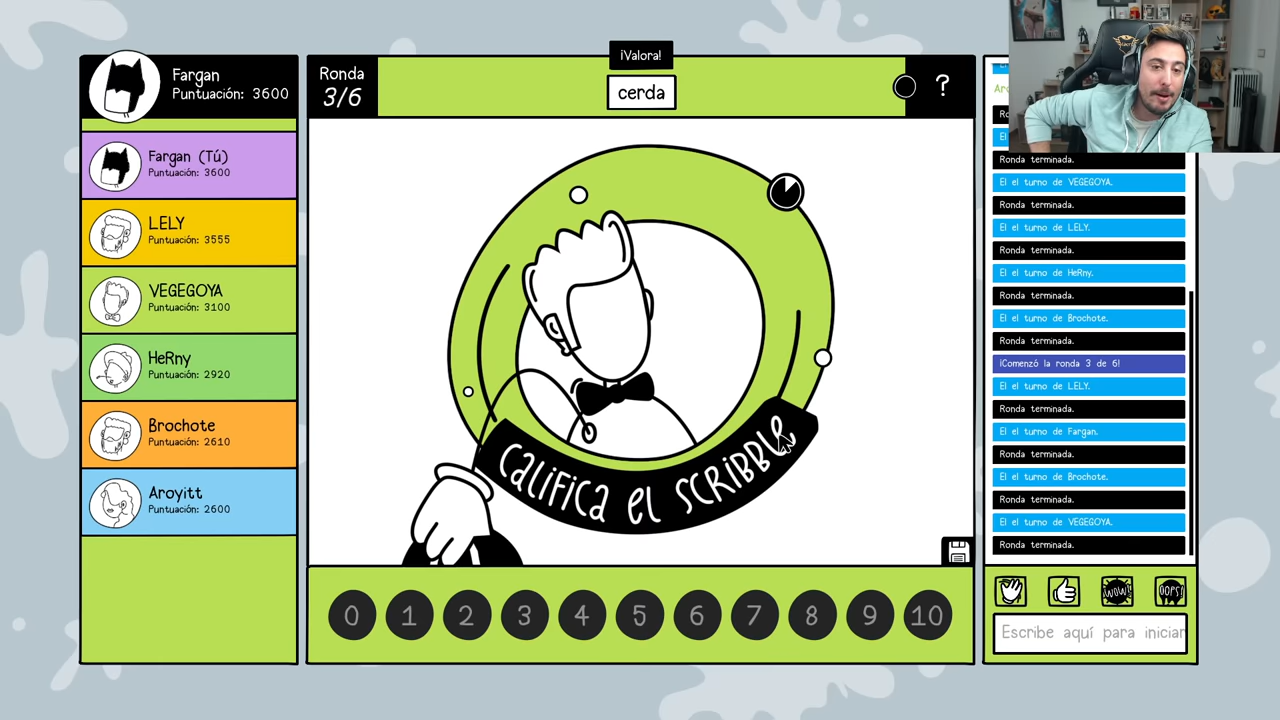 Fargan
Puntuación: 3600
Fargan (Tú)
Puntuación: 3600
LELY
Puntuación: 3555
VEGEGOYA
Puntuación: 3100
HeRny
Puntuación: 2920
Brochote
Puntuación: 2610
Aroyitt
Puntuación: 2600
Ronda
3/6
¡Valora!
cerda
?
CALIFICA EL SCRIBBLE
0 1 2 3 4 5 6 7 8 9 10
Ronda terminada.
El el turno de VEGEGOYA.
Ronda terminada.
El el turno de LELY.
Ronda terminada.
El el turno de HeRny.
Ronda terminada.
El el turno de Brochote.
Ronda terminada.
¡Comenzó la ronda 3 de 6!
El el turno de LELY.
Ronda terminada.
El el turno de Fargan.
Ronda terminada.
El el turno de Brochote.
Ronda terminada.
El el turno de VEGEGOYA.
Ronda terminada.
WOW!
OOPS!
Escribe aquí para iniciar